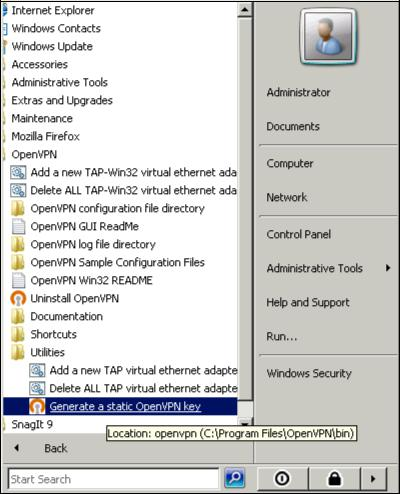 Internet Explorer
Windows Contacts
Windows Update
Accessories
Administrative Tools
Extras and Upgrades
Maintenance
Mozilla Firefox
OpenVPN
Add a new TAP-Win32 virtual ethernet ada
Delete ALL TAP-Win32 virtual ethernet ada
OpenVPN configuration file directory
OpenVPN GUI ReadMe
OpenVPN log file directory
OpenVPN Sample Configuration Files
OpenVPN Win32 README
Uninstall OpenVPN
Documentation
Shortcuts
Utilities
Add a new TAP virtual ethernet adapte
Delete ALL TAP virtual ethernet adapte
Generate a static OpenVPN key
SnagIt 9
Location: openvpn (C:\Program Files\OpenVPN\bin)
Back
Start Search
Administrator
Documents
Computer
Network
Control Panel
Administrative Tools
Help and Support
Run...
Windows Security